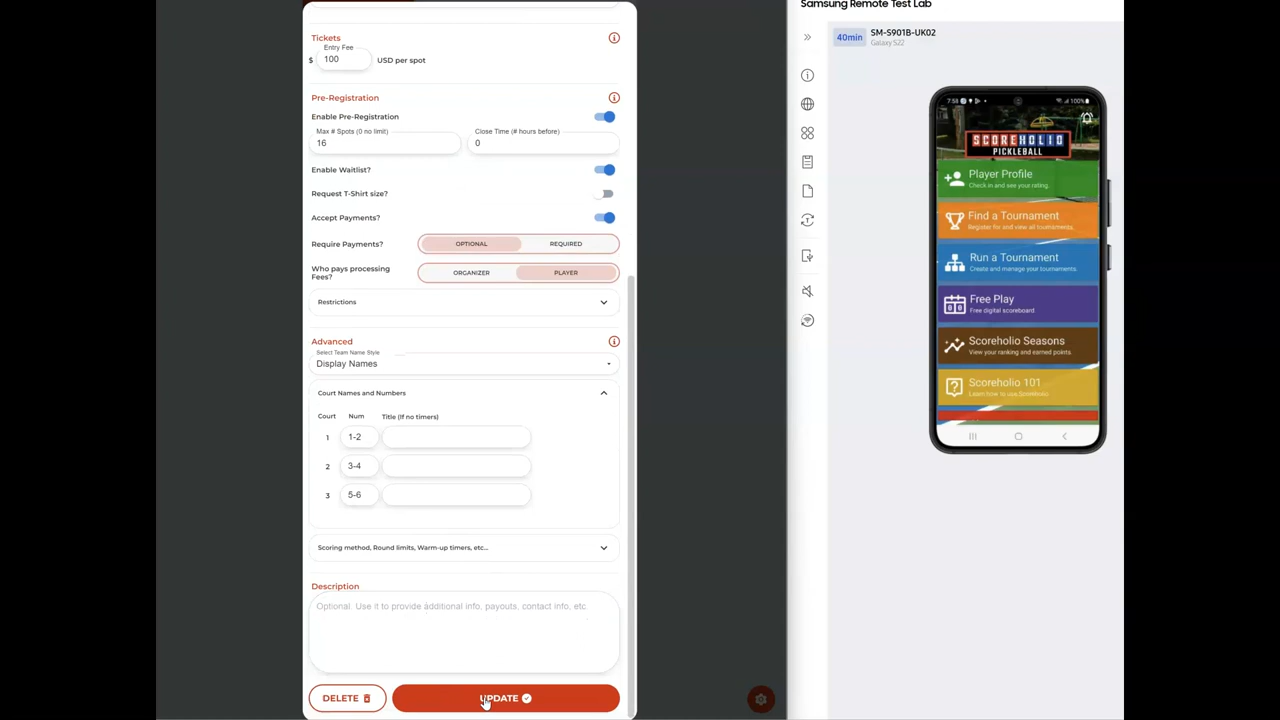 Samsung Remote Test Lab
40min
SM-S901B-UK02
Galaxy S22
Tickets
Entry Fee
$ 100 USD per spot
Pre-Registration
Enable Pre-Registration
Max # Spots (0 no limit)
16
Close Time (# hours before)
0
Enable Waitlist?
Request T-Shirt size?
Accept Payments?
Require Payments?
OPTIONAL
REQUIRED
Who pays processing
Fees?
ORGANIZER
PLAYER
Restrictions
Advanced
Select Team Name Style
Display Names
Court Names and Numbers
Court Num Title (If no timers)
1 1-2
2 3-4
3 5-6
Scoring method, Round limits, Warm-up timers, etc...
Description
Optional. Use it to provide additional info, payouts, contact info, etc
DELETE
UPDATE
7:58
100%
SCOREHOLIO
PICKLEBALL
Player Profile
Check in and see your rating.
Find a Tournament
Register for and view all tournaments.
Run a Tournament
Create and manage your tournaments.
Free Play
Free digital scoreboard
Scoreholio Seasons
View your ranking and earned points.
Scoreholio 101
Learn how to use Scoreholio